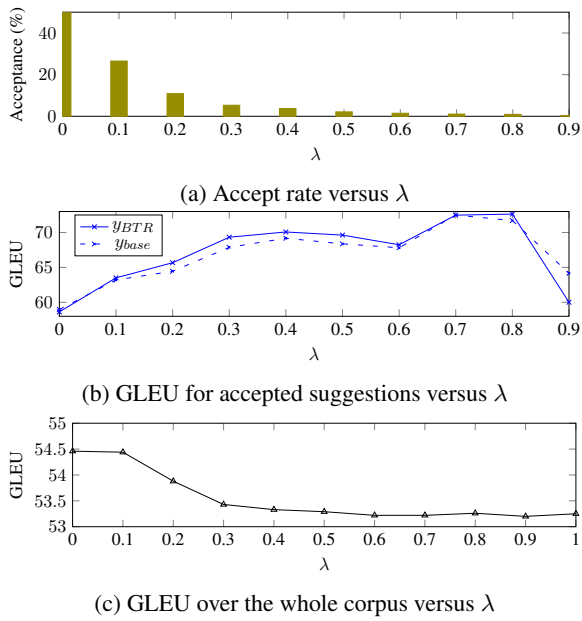 Acceptance (%)
40
20
0
0 0.1 0.2 0.3 0.4 0.5 0.6 0.7 0.8 0.9
λ
(a) Accept rate versus λ
y_BTR
y_base
GLEU
70
65
60
0 0.1 0.2 0.3 0.4 0.5 0.6 0.7 0.8 0.9
λ
(b) GLEU for accepted suggestions versus λ
GLEU
55
54.5
54
53.5
53
0 0.1 0.2 0.3 0.4 0.5 0.6 0.7 0.8 0.9 1
λ
(c) GLEU over the whole corpus versus λ